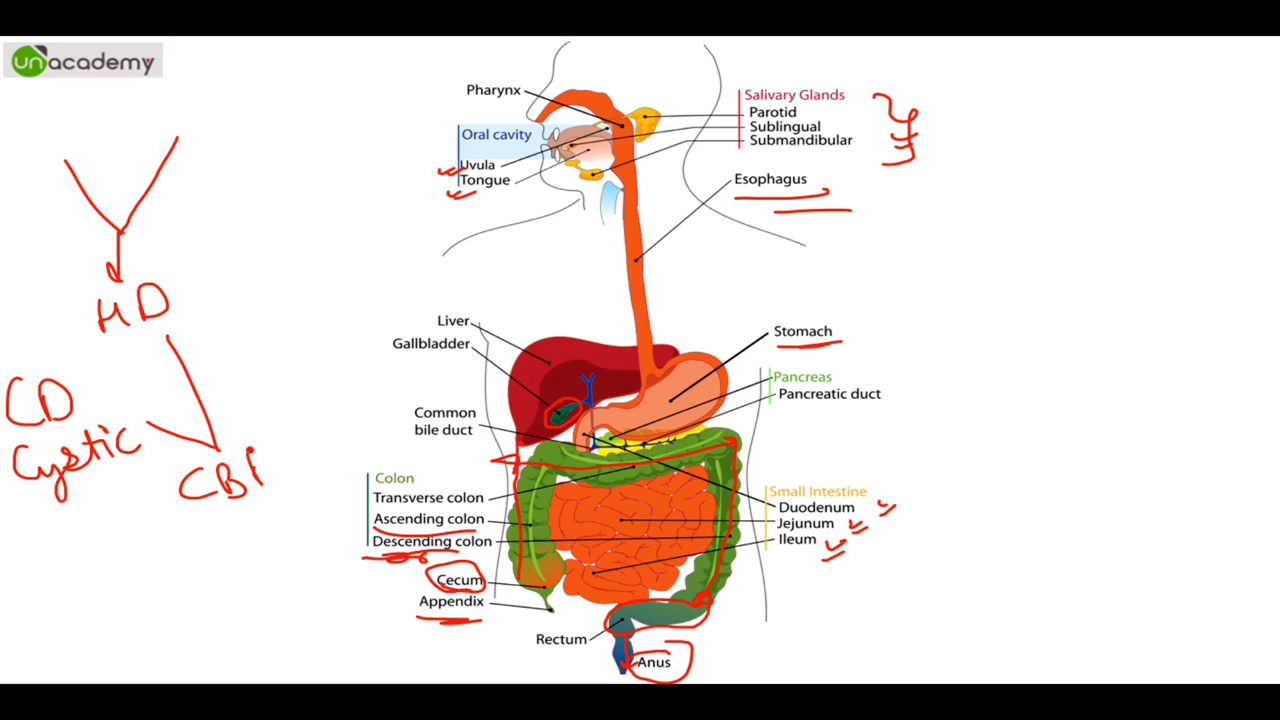 unacademy
Pharynx
Oral cavity
Uvula
Tongue
Salivary Glands
Parotid
Sublingual
Submandibular
Esophagus
HD
CD
Cystic
Liver
Gallbladder
Common
bile duct
Stomach
Pancreas
Pancreatic duct
Colon
Transverse colon
Ascending colon
Descending colon
Cecum
Appendix
Rectum
Anus
Small Intestine
Duodenum
Jejunum
Ileum